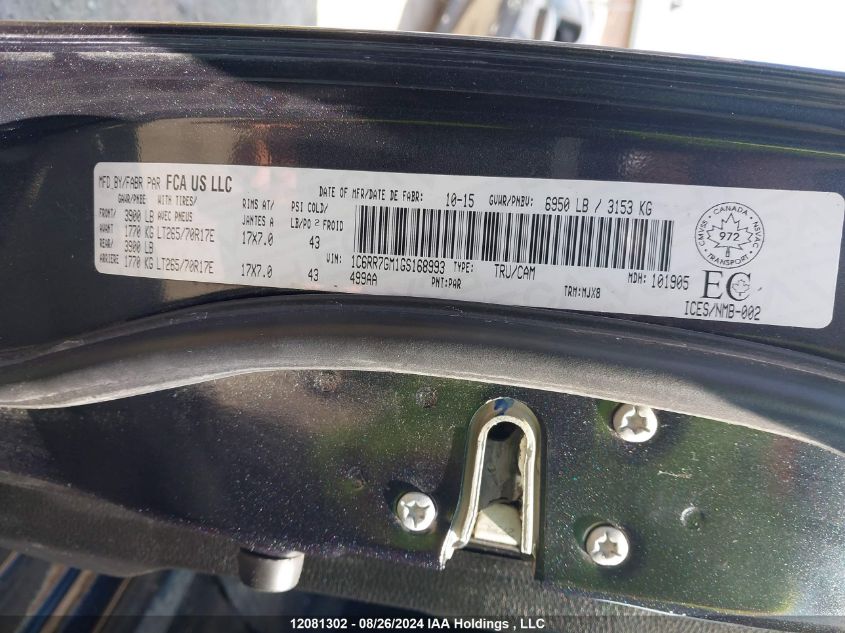 MFD BY/FABR PAR FCA US LLC
DATE OF MFR/DATE DE FABR: 10-15 GVWR/PNBV: 6950 LB / 3153 KG
GAWR/PNBE WITH TIRES/ RIMS AT/ PSI COLD/
AVEC PNEUS JANTES A LB/PO 2 FROID
FRONT/ 3900 LB
AVANT 1770 KG LT265/70R17E 17X7.0 43
REAR/ 3900 LB
ARRIERE 1770 KG LT265/70R17E 17X7.0 43
VIN: 1C6RR7GM1GS168993 TYPE: TRU/CAM MDH: 101905
499AA PNT:PAR TRM:MJX8
CANADA
CMVSS NSVAC
972
TRANSPORT
EC
ICES/NMB-002
12081302 - 08/26/2024 IAA Holdings, LLC., Copyright